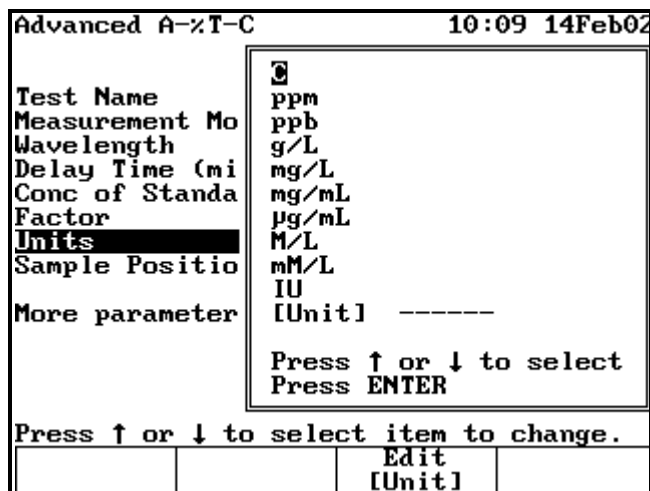 Advanced A-%T-C 10:09 14Feb02
C
Test Name ppm
Measurement Mo ppb
Wavelength g/L
Delay Time (mi mg/L
Conc of Standa mg/mL
Factor µg/mL
Units M/L
Sample Positio mM/L
IU
More parameter [Unit] ------
Press ↑ or ↓ to select
Press ENTER
Press ↑ or ↓ to select item to change.
Edit
[Unit]